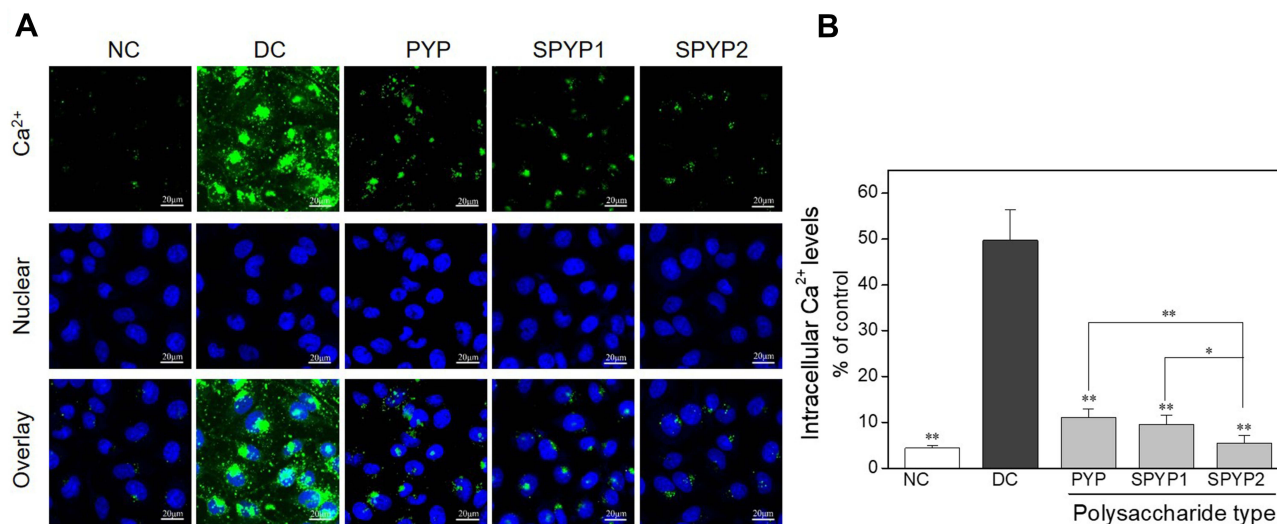 A
NC DC PYP SPYP1 SPYP2
Ca²⁺
20μm 20μm 20μm 20μm 20μm
Nuclear
20μm 20μm 20μm 20μm 20μm
Overlay
20μm 20μm 20μm 20μm 20μm
B
Intracellular Ca²⁺ levels
% of control
60
50
40
30
20
10
0
**
*
** ** ** **
NC DC PYP SPYP1 SPYP2
Polysaccharide type